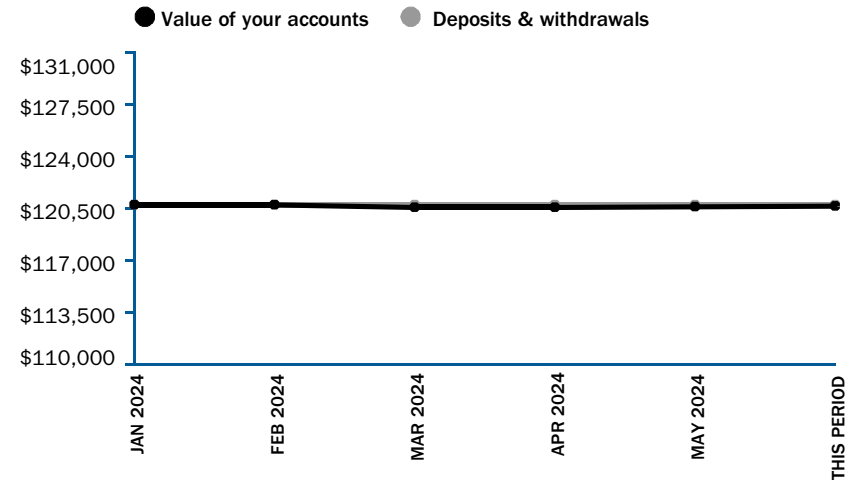 Value of your accounts
Deposits & withdrawals
$131,000
$127,500
$124,000
$120,500
$117,000
$113,500
$110,000
JAN 2024
FEB 2024
MAR 2024
APR 2024
MAY 2024
THIS PERIOD